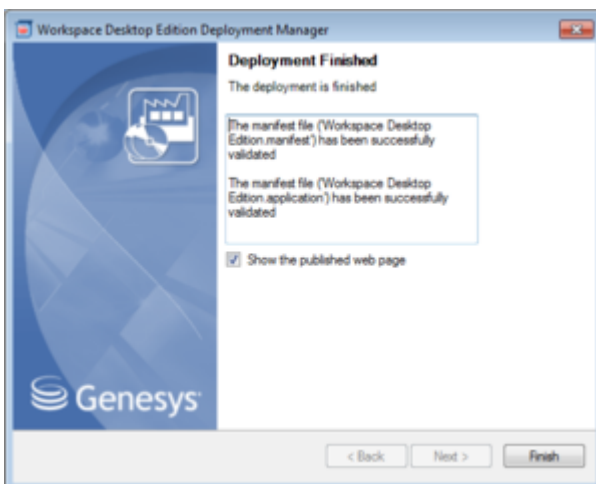 Workspace Desktop Edition Deployment Manager
Deployment Finished
The deployment is finished
The manifest file ('Workspace Desktop
Edition.manifest') has been successfully
validated
The manifest file ('Workspace Desktop
Edition.application') has been successfully
validated
Show the published web page
Genesys
< Back
Next >
Finish